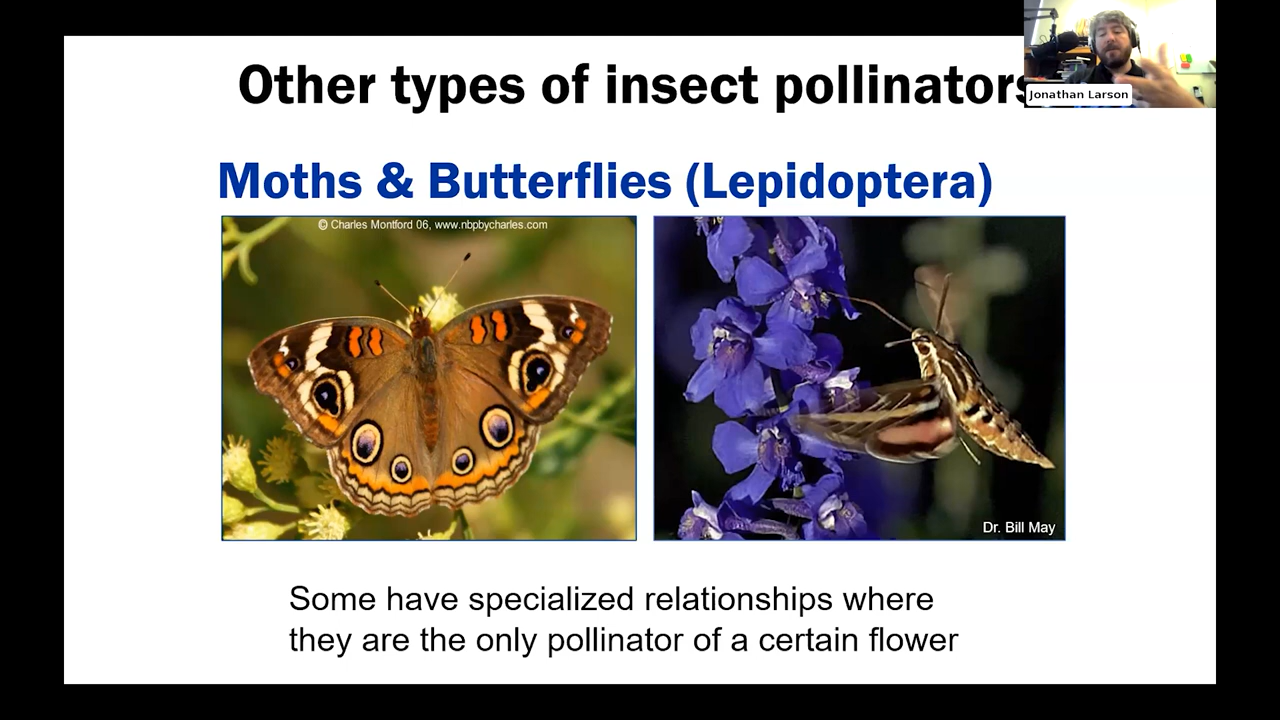 Other types of insect pollinators
Jonathan Larson
Moths & Butterflies (Lepidoptera)
© Charles Montford 06, www.nbpbycharles.com
Dr. Bill May
Some have specialized relationships where
they are the only pollinator of a certain flower